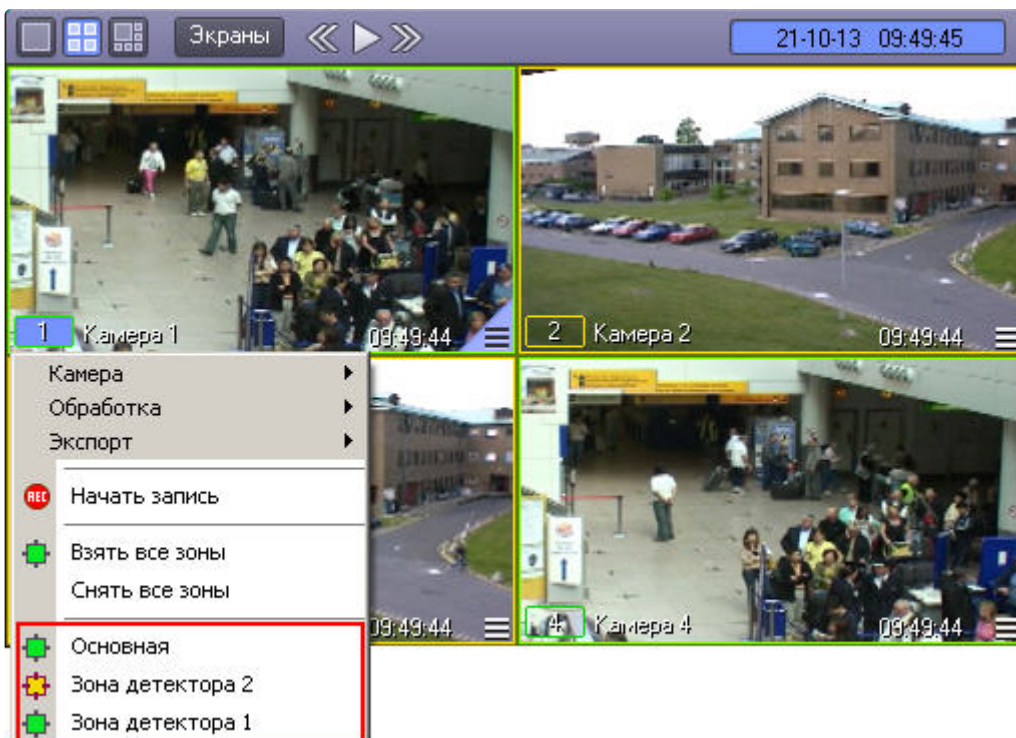 Экраны
21-10-13 09:49:45
1 Камера 1 09:49:44
2 Камера 2 09:49:44
Камера
Обработка
Экспорт
REC Начать запись
Взять все зоны
Снять все зоны
09:49:44
4 Камера 4 09:49:44
Основная
Зона детектора 2
Зона детектора 1